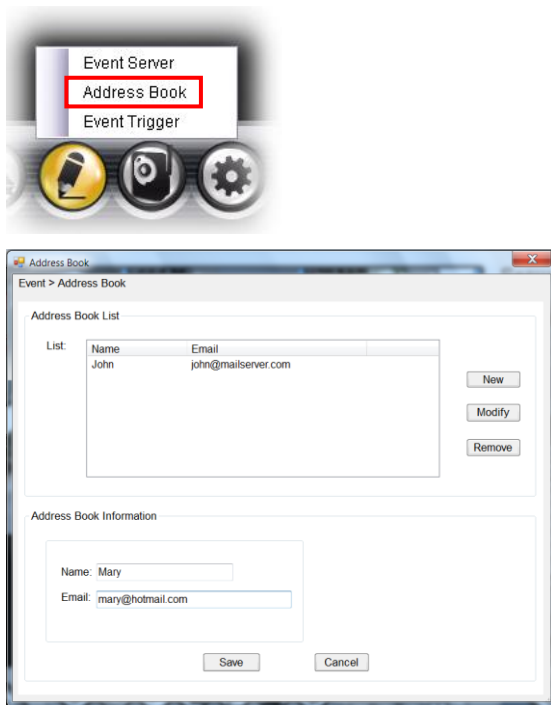 Event Server
Address Book
Event Trigger
Address Book
Event > Address Book
Address Book List
List:
Name Email
John john@mailserver.com
New
Modify
Remove
Address Book Information
Name: Mary
Email: mary@hotmail.com
Save Cancel